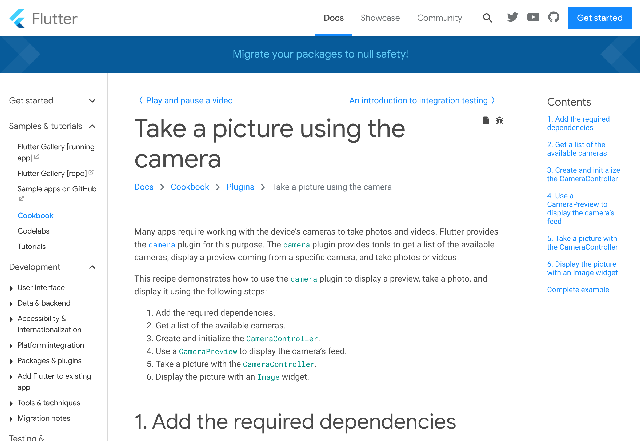 Flutter
Docs Showcase Community Get started
Migrate your packages to null safety!
Get started
Samples & tutorials
Flutter Gallery [running
app]
Flutter Gallery [repo]
Sample apps on GitHub
Cookbook
Codelabs
Tutorials
Development
User interface
Data & backend
Accessibility &
internationalization
Platform integration
Packages & plugins
Add Flutter to existing
app
Tools & techniques
Migration notes
Testing &
Play and pause a video An introduction to integration testing
Take a picture using the
camera
Docs Cookbook Plugins Take a picture using the camera
Many apps require working with the device's cameras to take photos and videos. Flutter provides
the camera plugin for this purpose. The camera plugin provides tools to get a list of the available
cameras, display a preview coming from a specific camera, and take photos or videos.
This recipe demonstrates how to use the camera plugin to display a preview, take a photo, and
display it using the following steps:
1. Add the required dependencies.
2. Get a list of the available cameras.
3. Create and initialize the CameraController.
4. Use a CameraPreview to display the camera's feed.
5. Take a picture with the CameraController.
6. Display the picture with an Image widget.
1. Add the required dependencies
Contents
1. Add the required
dependencies
2. Get a list of the
available cameras
3. Create and initialize
the CameraController
4. Use a
CameraPreview to
display the camera's
feed
5. Take a picture with
the CameraController
6. Display the picture
with an Image widget
Complete example